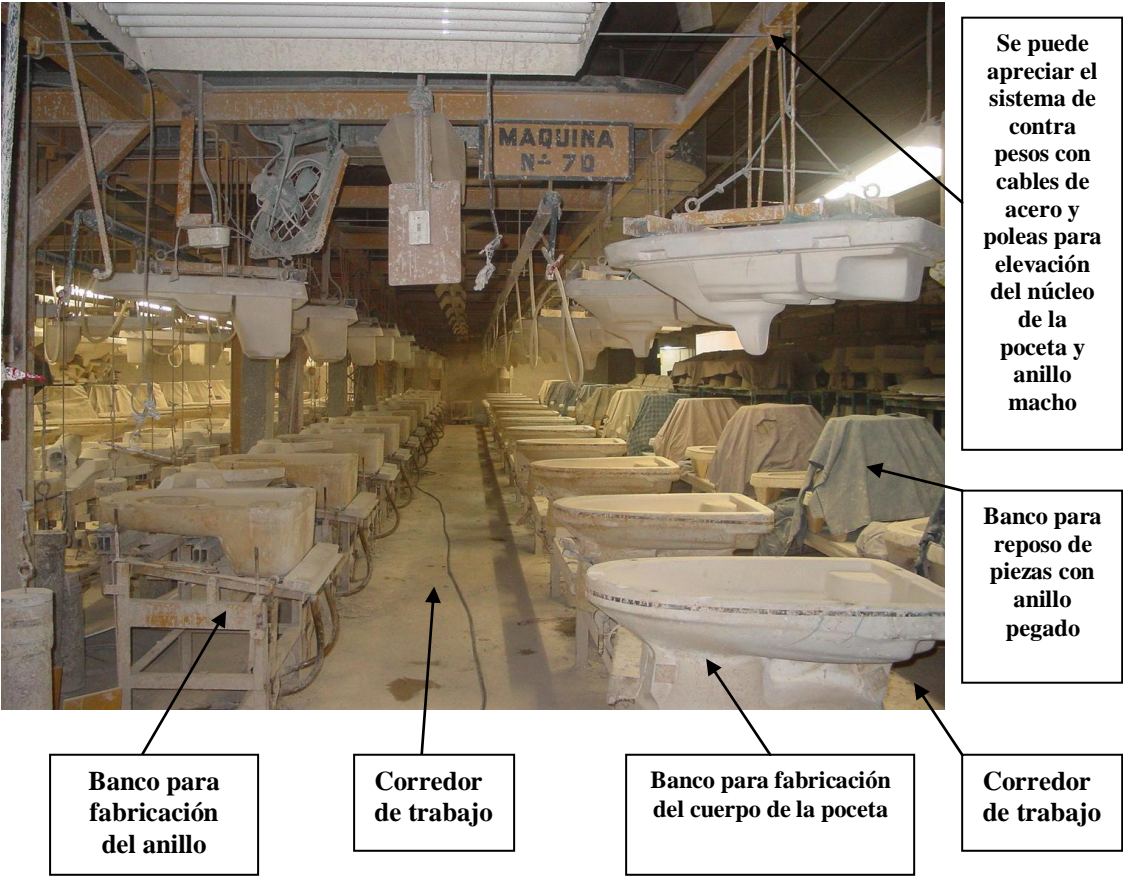 MAQUINA
Nº 70
Se puede
apreciar el
sistema de
contra
pesos con
cables de
acero y
poleas para
elevación
del núcleo
de la
poceta y
anillo
macho
Banco para
reposo de
piezas con
anillo
pegado
Banco para
fabricación
del anillo
Corredor
de trabajo
Banco para fabricación
del cuerpo de la poceta
Corredor
de trabajo